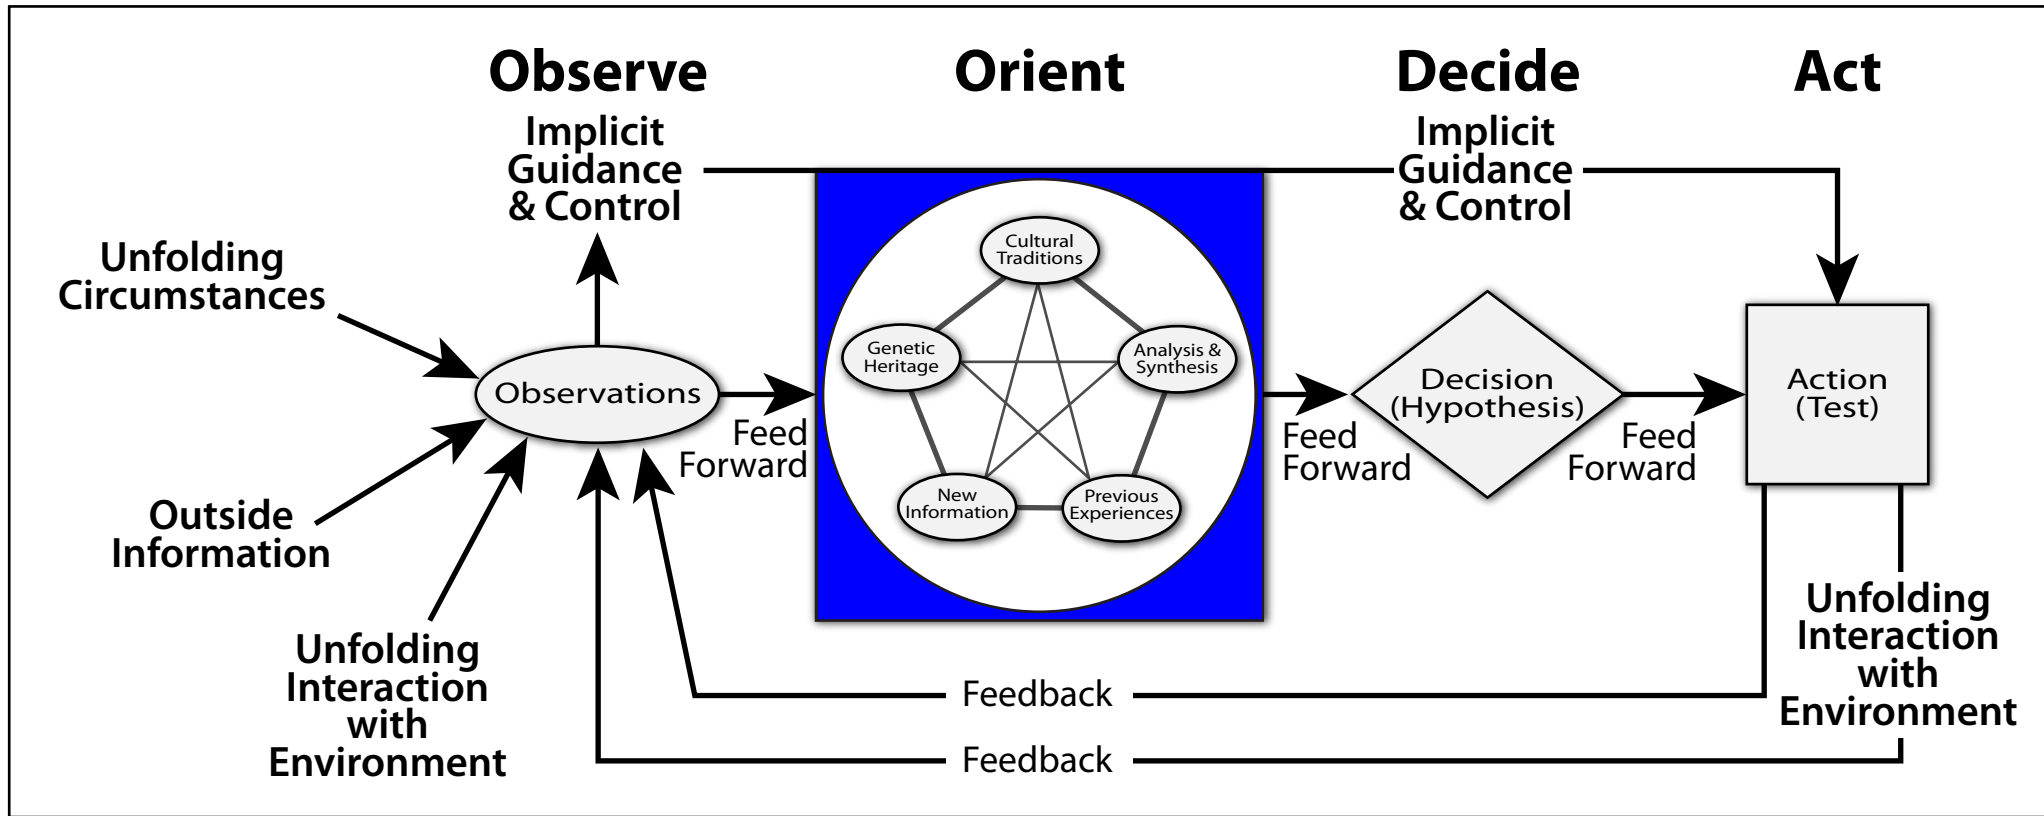 Observe
Orient
Decide
Act
Implicit
Guidance
& Control
Implicit
Guidance
& Control
Unfolding
Circumstances
Outside
Information
Unfolding
Interaction
with
Environment
Observations
Feed
Forward
Cultural
Traditions
Genetic
Heritage
Analysis &
Synthesis
New
Information
Previous
Experiences
Feed
Forward
Decision
(Hypothesis)
Feed
Forward
Action
(Test)
Unfolding
Interaction
with
Environment
Feedback
Feedback